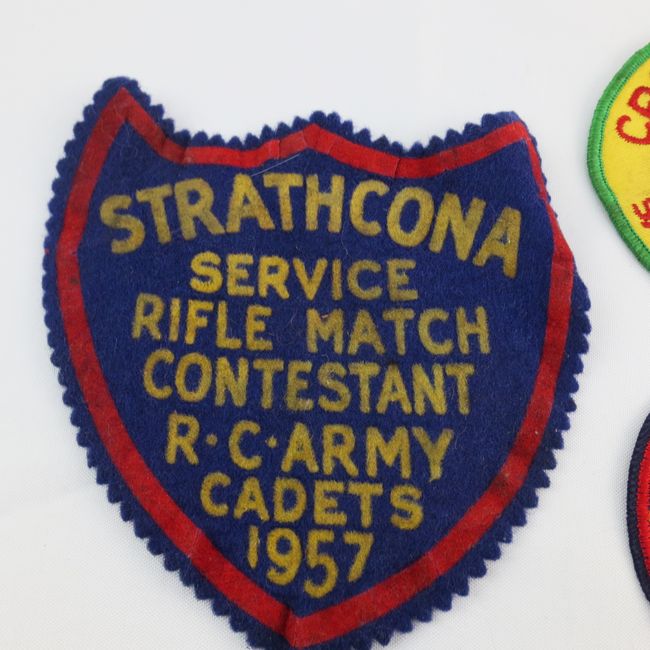 STRATHCONA
SERVICE
RIFLE MATCH
CONTESTANT
R·C·ARMY
CADETS
1957